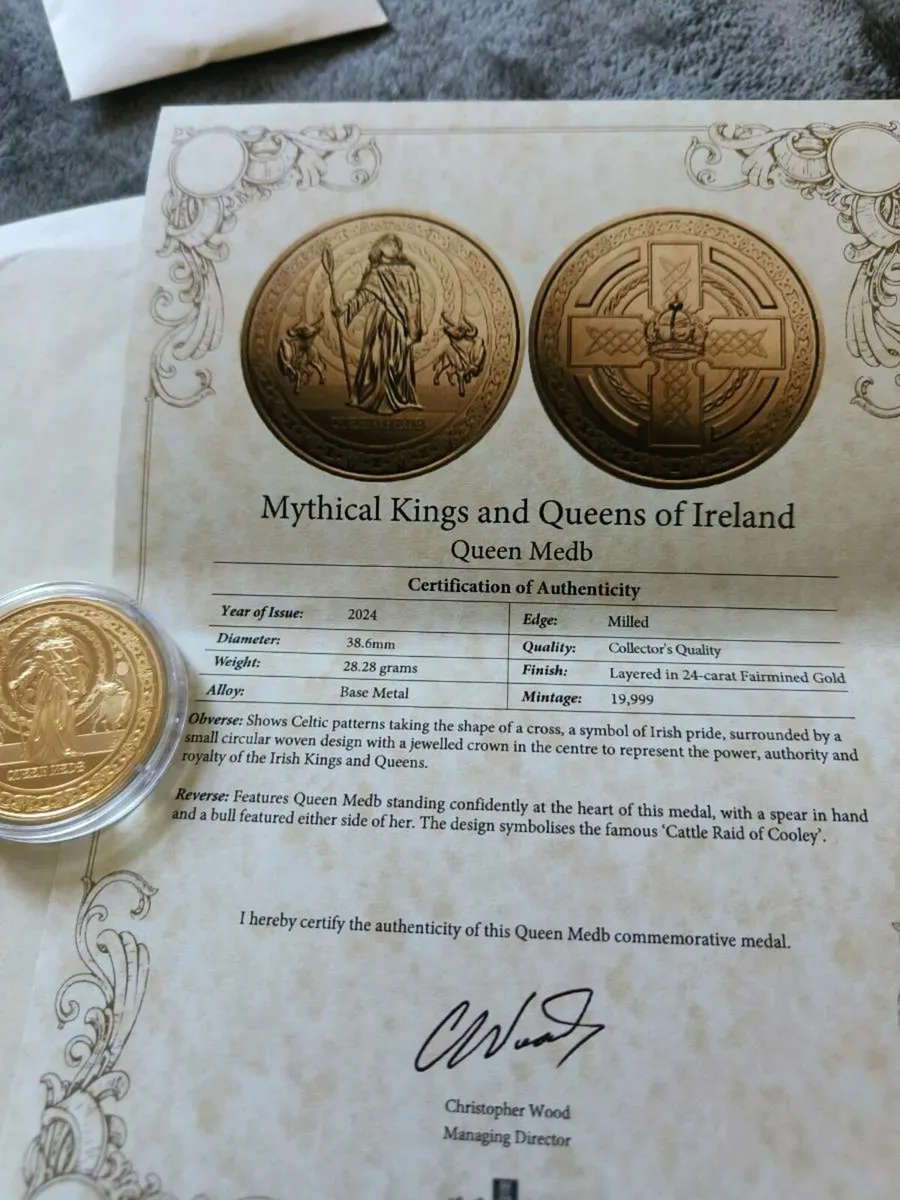 QUEEN MEDB
Mythical Kings and Queens of Ireland
Queen Medb
Certification of Authenticity
Year of Issue: 2024
Edge: Milled
Diameter: 38.6mm
Quality: Collector's Quality
Weight: 28.28 grams
Finish: Layered in 24-carat Fairmined Gold
Alloy: Base Metal
Mintage: 19,999
Obverse: Shows Celtic patterns taking the shape of a cross, a symbol of Irish pride, surrounded by a
small circular woven design with a jewelled crown in the centre to represent the power, authority and
royalty of the Irish Kings and Queens.
Reverse: Features Queen Medb standing confidently at the heart of this medal, with a spear in hand
and a bull featured either side of her. The design symbolises the famous ‘Cattle Raid of Cooley’.
QUEEN MEDB
I hereby certify the authenticity of this Queen Medb commemorative medal.
CWood
Christopher Wood
Managing Director